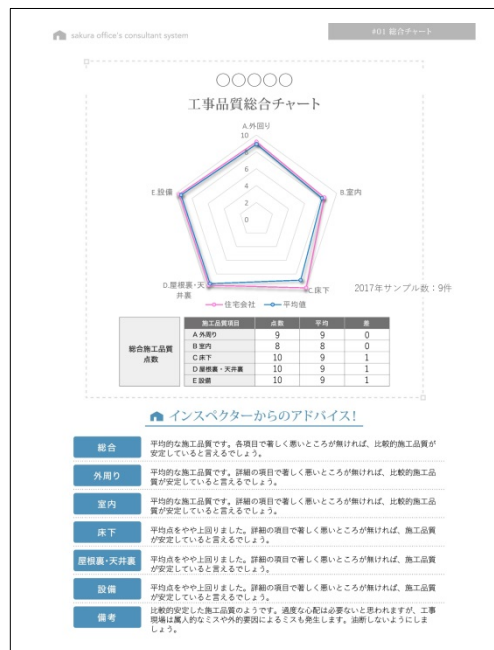 sakura office's consultant system
#01 総合チャート
○○○○○
工事品質総合チャート
A.外回り
10
8
6
4
2
0
E.設備
B.室内
D.屋根裏・天
井裏
C.床下
2017年サンプル数：9件
住宅会社 平均値
総合施工品質
点数
施工品質項目 点数 平均 差
A 外周り 9 9 0
B 室内 8 8 0
C 床下 10 9 1
D 屋根裏・天井裏 10 9 1
E 設備 10 9 1
インスペクターからのアドバイス！
総合
平均的な施工品質です。各項目で著しく悪いところが無ければ、比較的施工品質が
安定していると言えるでしょう。
外周り
平均的な施工品質です。詳細の項目で著しく悪いところが無ければ、比較的施工品
質が安定していると言えるでしょう。
室内
平均的な施工品質です。詳細の項目で著しく悪いところが無ければ、比較的施工品
質が安定していると言えるでしょう。
床下
平均点をやや上回りました。詳細の項目で著しく悪いところが無ければ、施工品質
が安定していると言えるでしょう。
屋根裏・天井裏
平均点をやや上回りました。詳細の項目で著しく悪いところが無ければ、施工品質
が安定していると言えるでしょう。
設備
平均点をやや上回りました。詳細の項目で著しく悪いところが無ければ、施工品質
が安定していると言えるでしょう。
備考
比較的安定した施工品質のようです。過度な心配は必要ないと思われますが、工事
現場は属人的なミスや外的要因によるミスも発生します。油断しないようにしま
しょう。